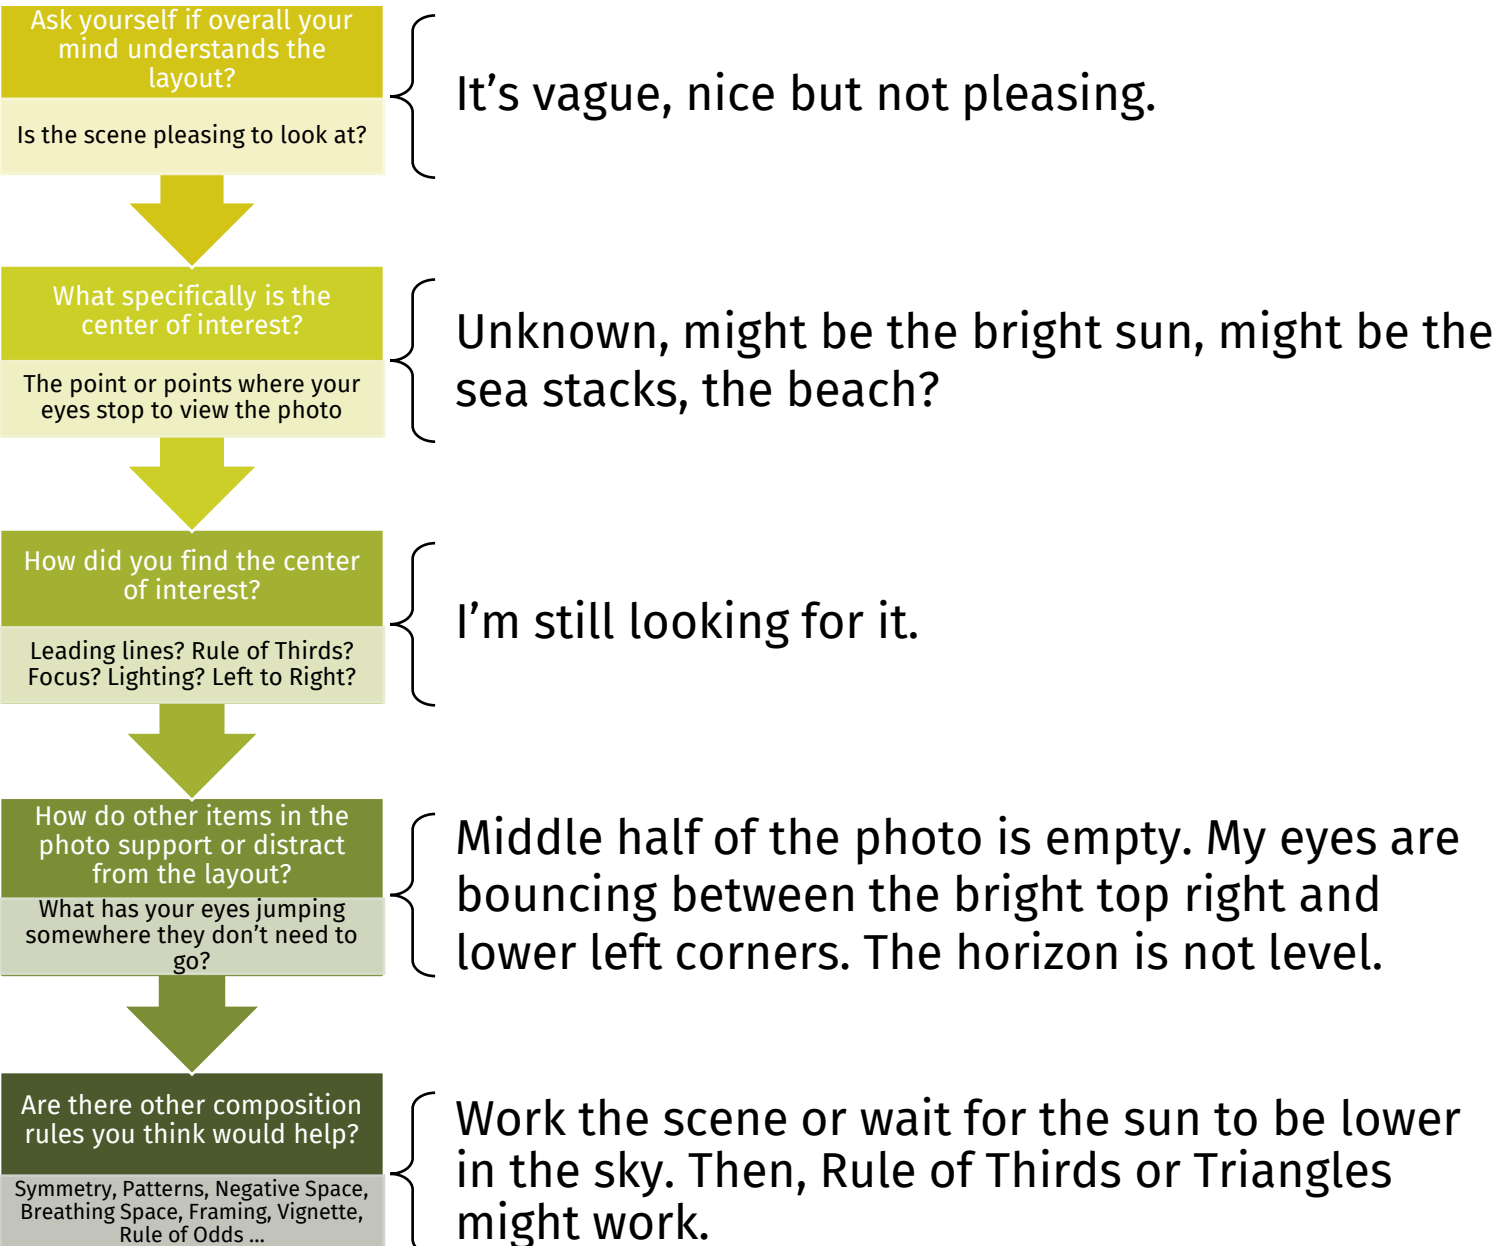 Ask yourself if overall your
mind understands the
layout?
Is the scene pleasing to look at?
It’s vague, nice but not pleasing.
What specifically is the
center of interest?
The point or points where your
eyes stop to view the photo
Unknown, might be the bright sun, might be the
sea stacks, the beach?
How did you find the center
of interest?
Leading lines? Rule of Thirds?
Focus? Lighting? Left to Right?
I’m still looking for it.
How do other items in the
photo support or distract
from the layout?
What has your eyes jumping
somewhere they don’t need to
go?
Middle half of the photo is empty. My eyes are
bouncing between the bright top right and
lower left corners. The horizon is not level.
Are there other composition
rules you think would help?
Symmetry, Patterns, Negative Space,
Breathing Space, Framing, Vignette,
Rule of Odds ...
Work the scene or wait for the sun to be lower
in the sky. Then, Rule of Thirds or Triangles
might work.